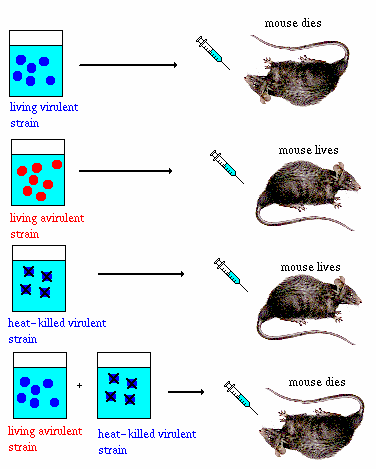 mouse dies
living virulent
strain
mouse lives
living avirulent
strain
mouse lives
heat-killed virulent
strain
mouse dies
+
living avirulent
strain
heat-killed virulent
strain